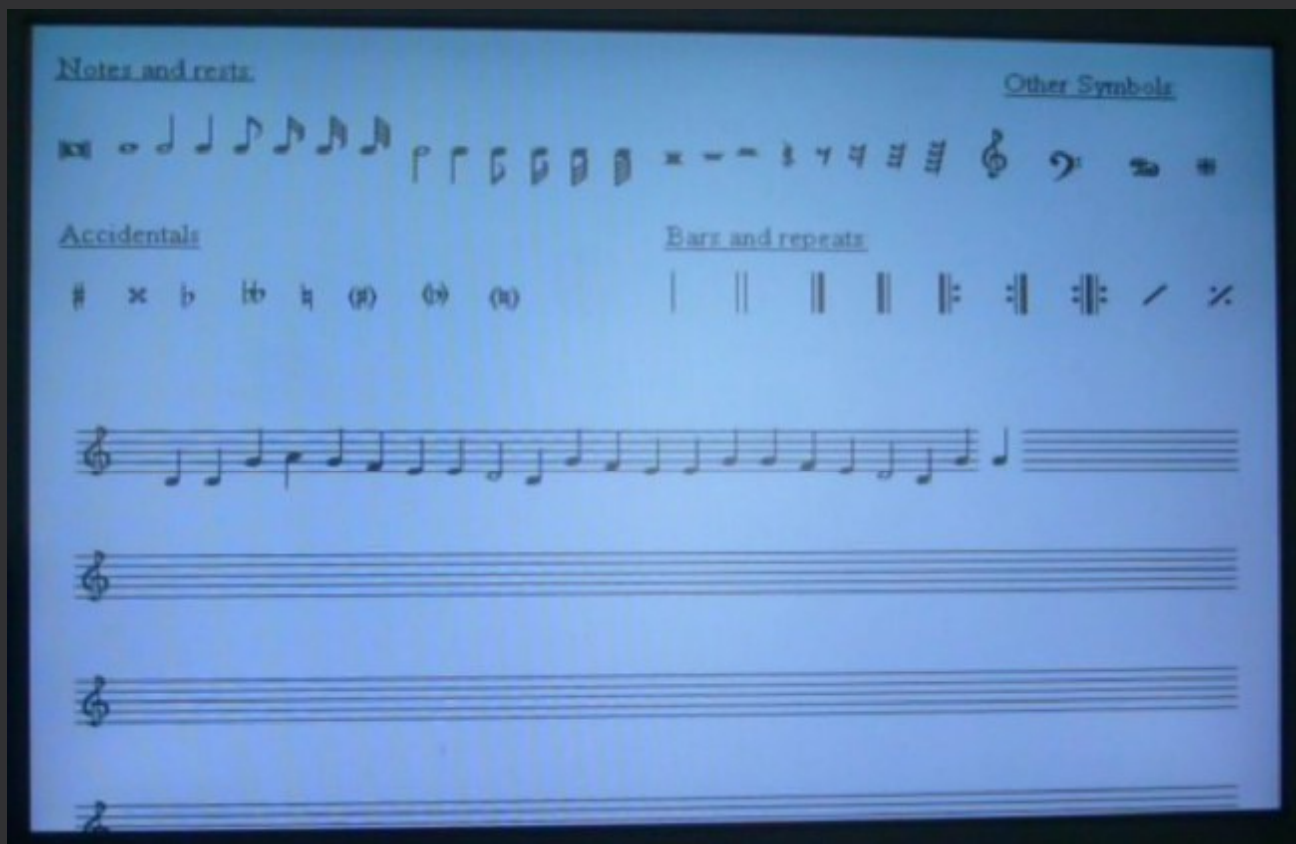 Notes and rests:
Other Symbols:
Accidentals
Bars and repeats: